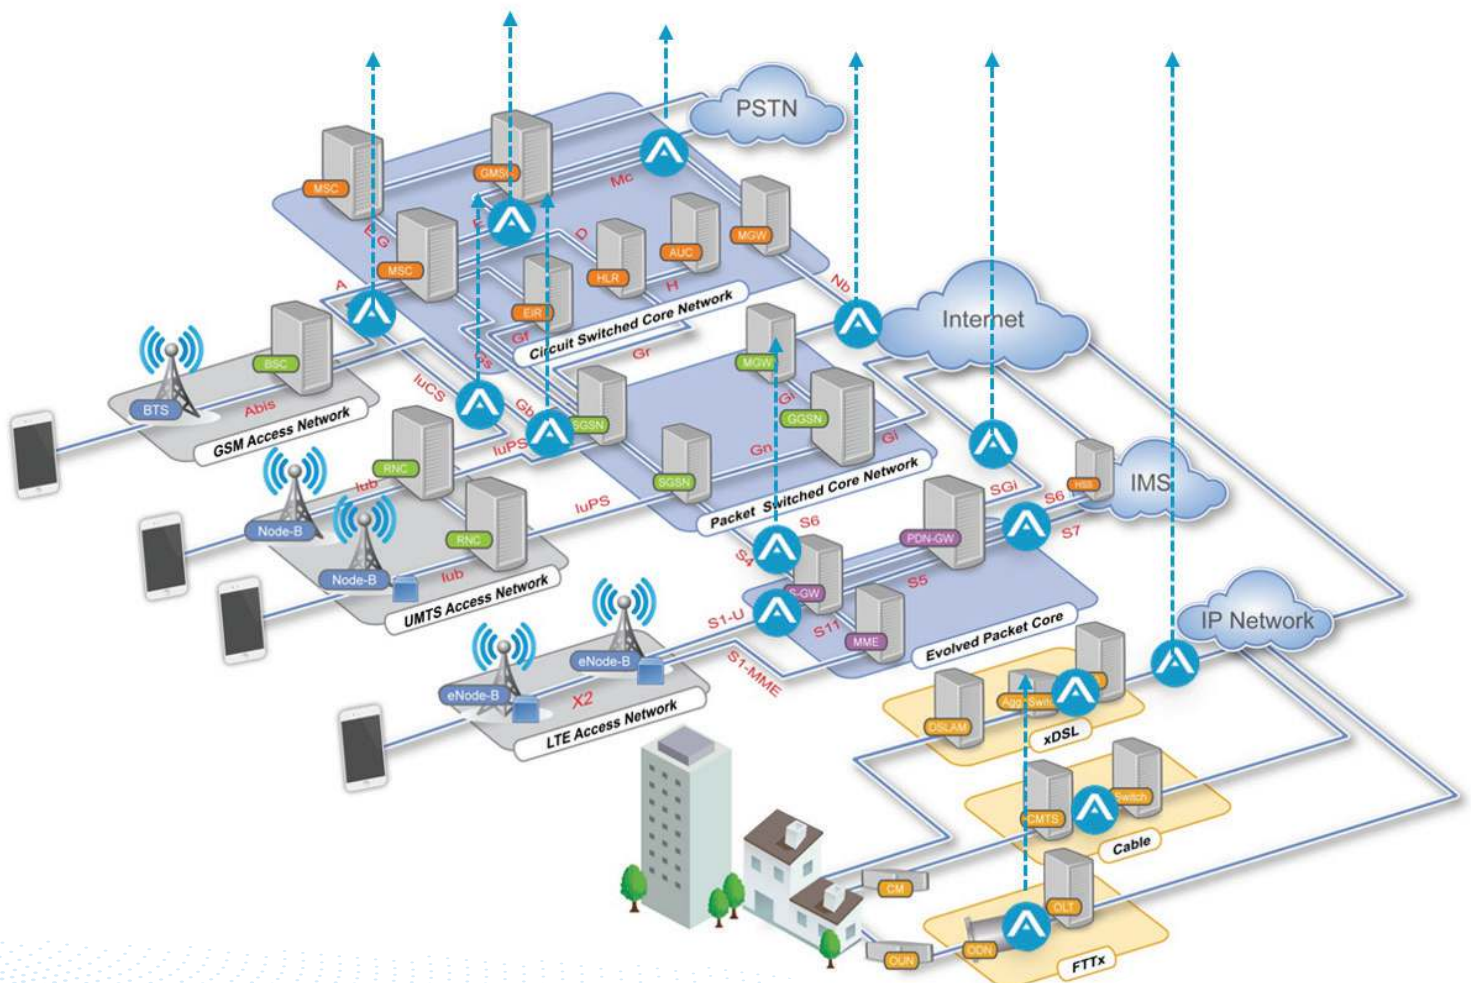 PSTN
MSC
GMSC
Mc
E
G
F
D
MSC
HLR
AUC
MGW
A
H
EIR
Nb
Circuit Switched Core Network
Internet
BSC
Gf
Gs
Gr
MGW
BTS
Abis
GSM Access Network
IuCS
Gb
SGSN
Gi
GGSN
IuPS
Gn
Gi
RNC
Iub
SGSN
Packet Switched Core Network
IuPS
SGi
S6
HSS
IMS
Node-B
RNC
S6
PDN-GW
S7
Node-B
Iub
S4
S5
UMTS Access Network
S-GW
S1-U
S11
MME
Evolved Packet Core
IP Network
eNode-B
S1-MME
eNode-B
X2
LTE Access Network
DSLAM
Aggr Switch
xDSL
CMTS
Switch
Cable
CM
OLT
OUN
ODN
FTTx